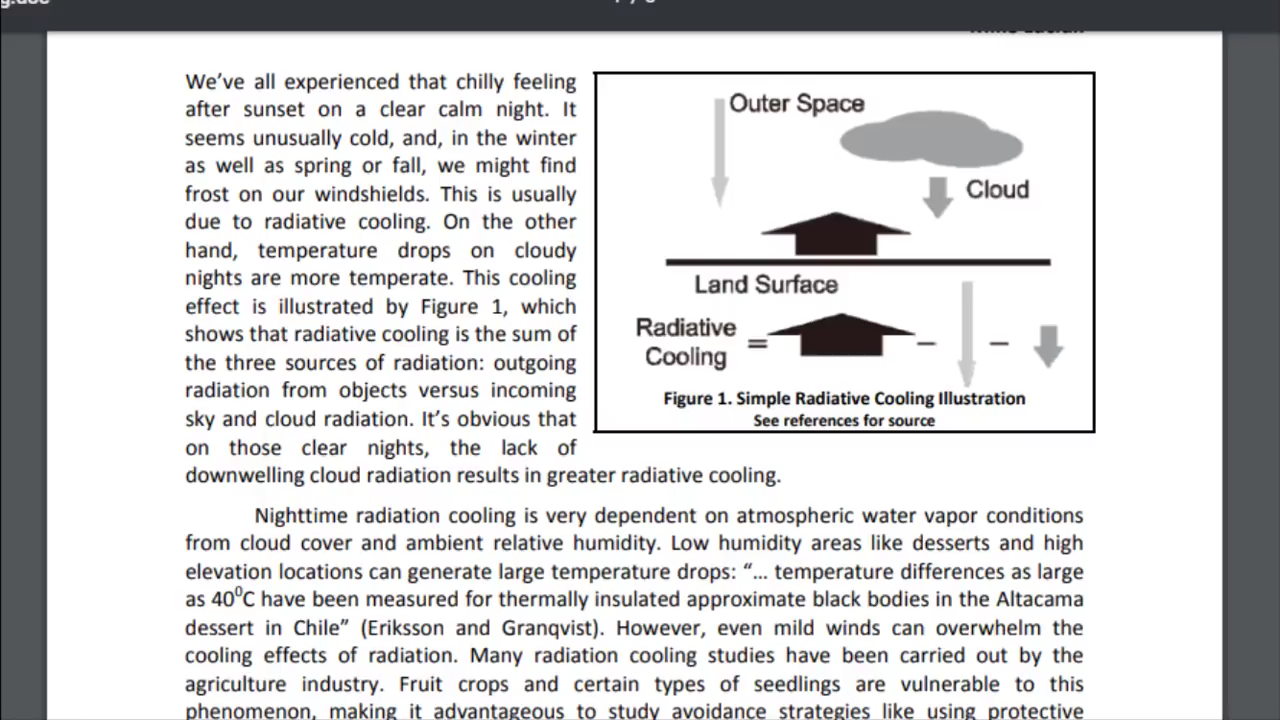 g.doc
We've all experienced that chilly feeling
after sunset on a clear calm night. It
seems unusually cold, and, in the winter
as well as spring or fall, we might find
frost on our windshields. This is usually
due to radiative cooling. On the other
hand, temperature drops on cloudy
nights are more temperate. This cooling
effect is illustrated by Figure 1, which
shows that radiative cooling is the sum of
the three sources of radiation: outgoing
radiation from objects versus incoming
sky and cloud radiation. It's obvious that
on those clear nights, the lack of
downwelling cloud radiation results in greater radiative cooling.
Outer Space
Cloud
Land Surface
Radiative
Cooling
= – –
Figure 1. Simple Radiative Cooling Illustration
See references for source
Nighttime radiation cooling is very dependent on atmospheric water vapor conditions
from cloud cover and ambient relative humidity. Low humidity areas like desserts and high
elevation locations can generate large temperature drops: "... temperature differences as large
as 40⁰C have been measured for thermally insulated approximate black bodies in the Altacama
dessert in Chile" (Eriksson and Granqvist). However, even mild winds can overwhelm the
cooling effects of radiation. Many radiation cooling studies have been carried out by the
agriculture industry. Fruit crops and certain types of seedlings are vulnerable to this
phenomenon, making it advantageous to study avoidance strategies like using protective